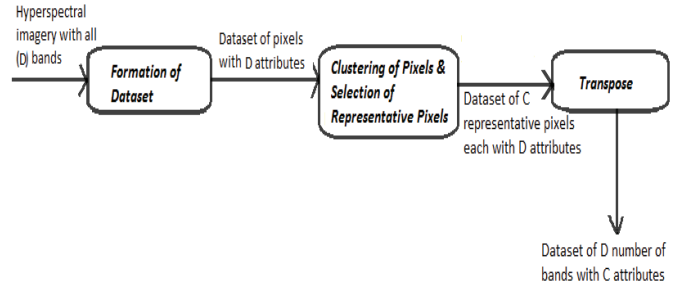 Hyperspectral
imagery with all
(D) bands
Formation of
Dataset
Dataset of pixels
with D attributes
Clustering of Pixels &
Selection of
Representative Pixels
Dataset of C
representative pixels
each with D attributes
Transpose
Dataset of D number of
bands with C attributes